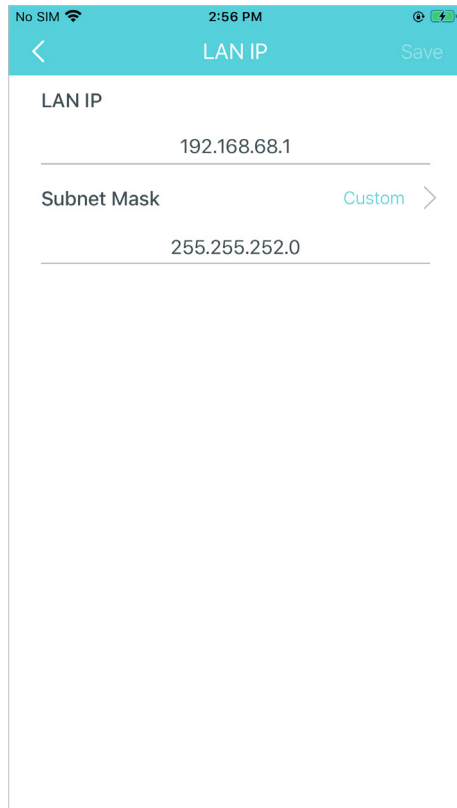 No SIM 2:56 PM
LAN IP Save
LAN IP
192.168.68.1
Subnet Mask Custom
255.255.252.0